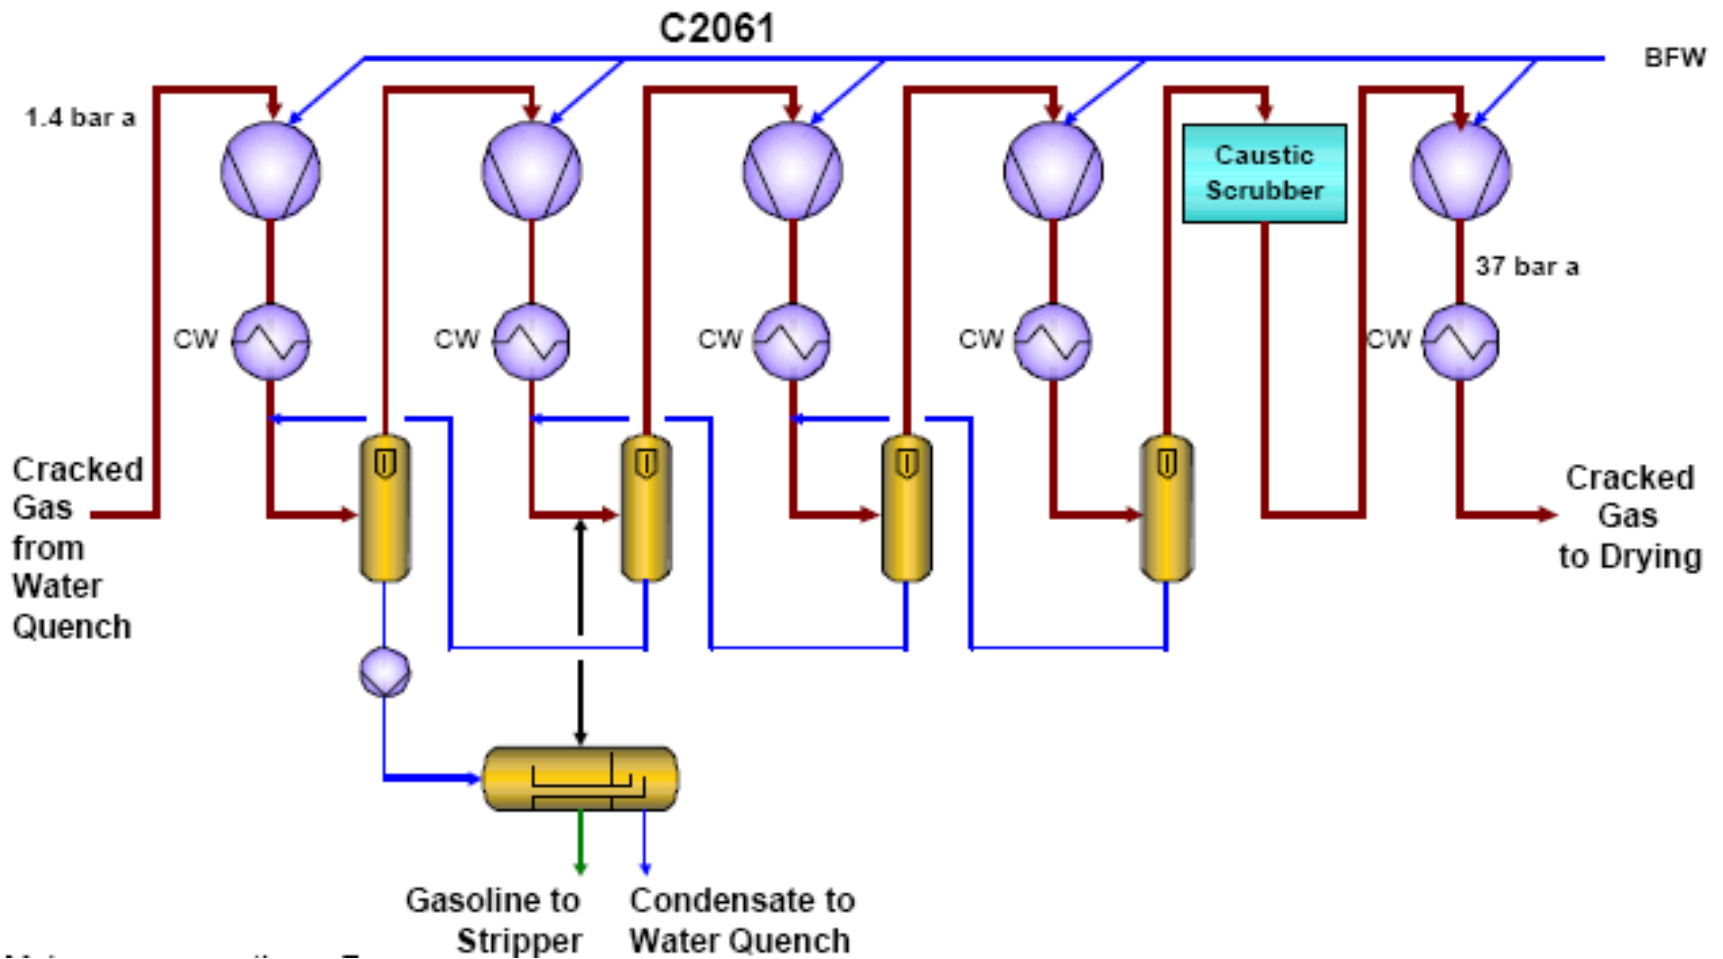 C2061
BFW
1.4 bar a
Caustic
Scrubber
37 bar a
CW
CW
CW
CW
CW
Cracked
Gas
from
Water
Quench
Cracked
Gas
to Drying
Gasoline to
Stripper
Condensate to
Water Quench